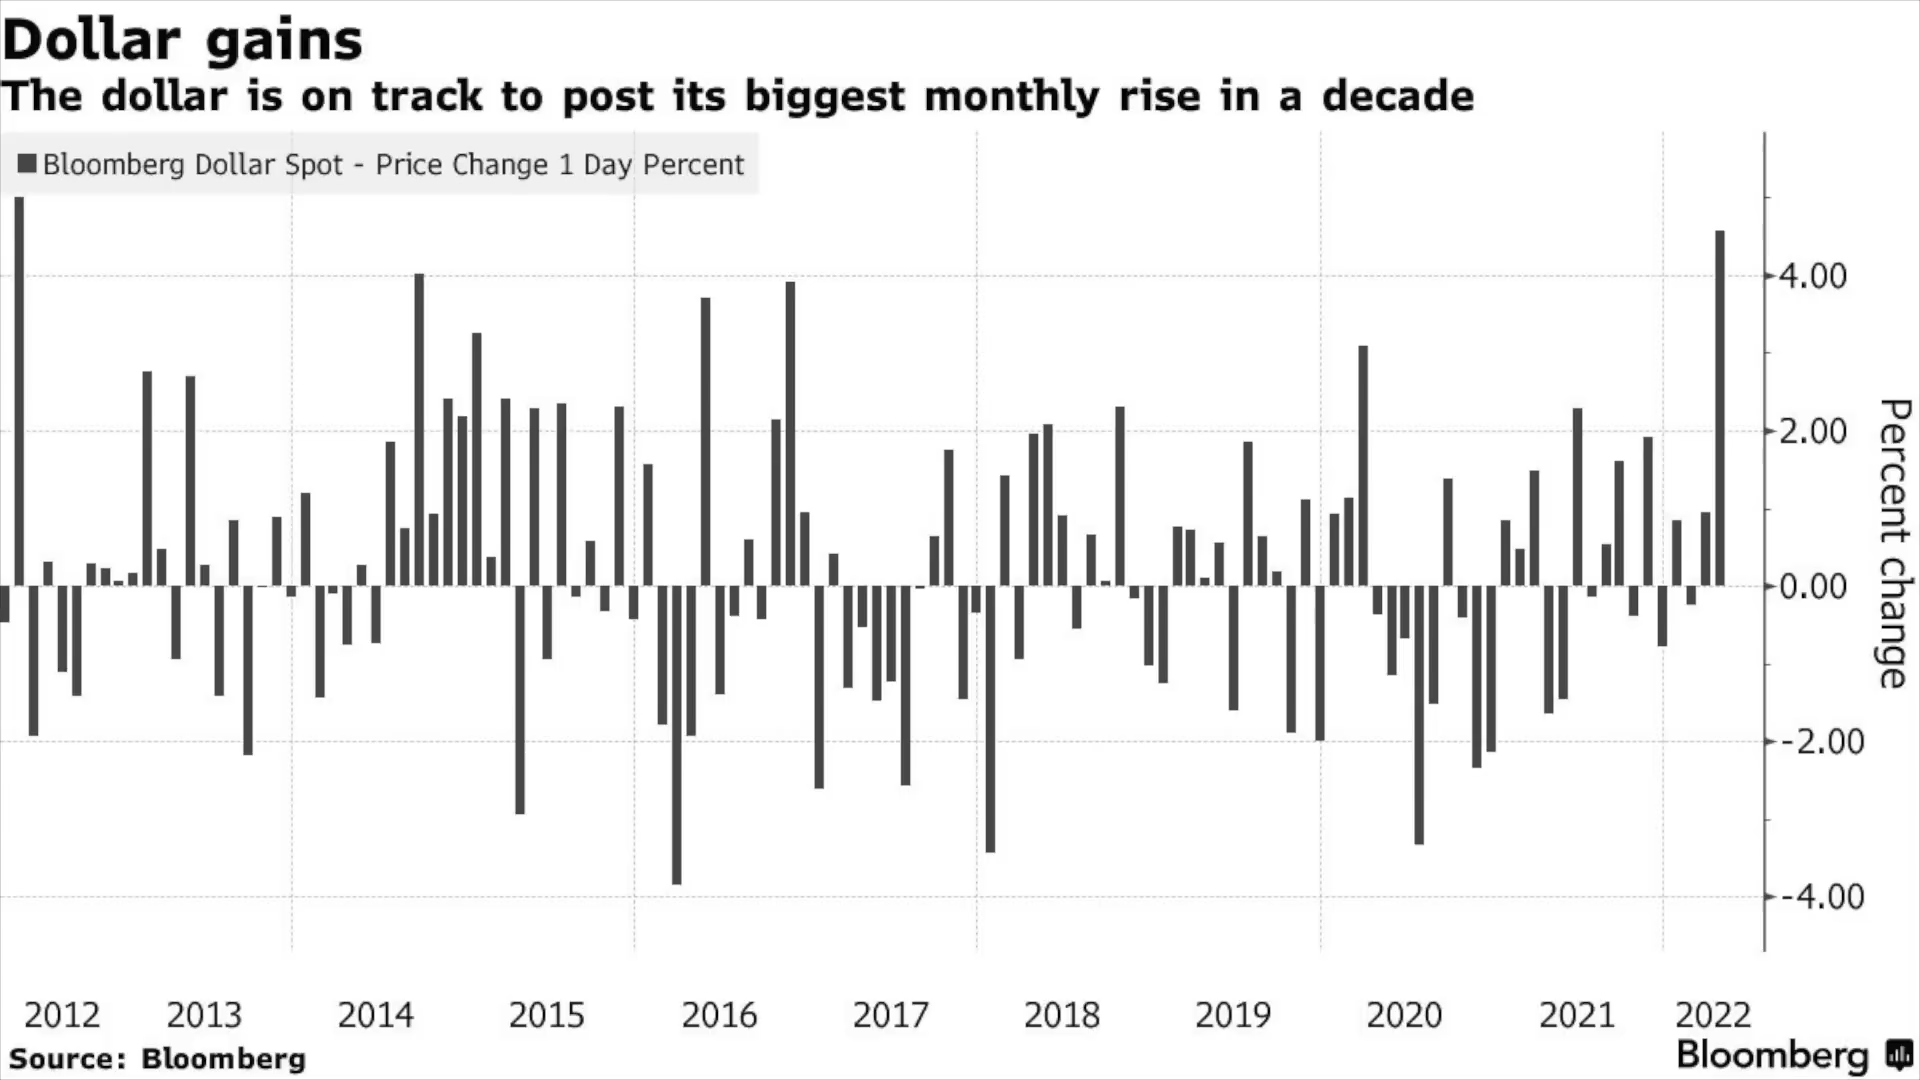 Dollar gains
The dollar is on track to post its biggest monthly rise in a decade
Bloomberg Dollar Spot - Price Change 1 Day Percent
4.00
2.00
0.00
-2.00
-4.00
Percent change
2012 2013 2014 2015 2016 2017 2018 2019 2020 2021 2022
Source: Bloomberg
Bloomberg